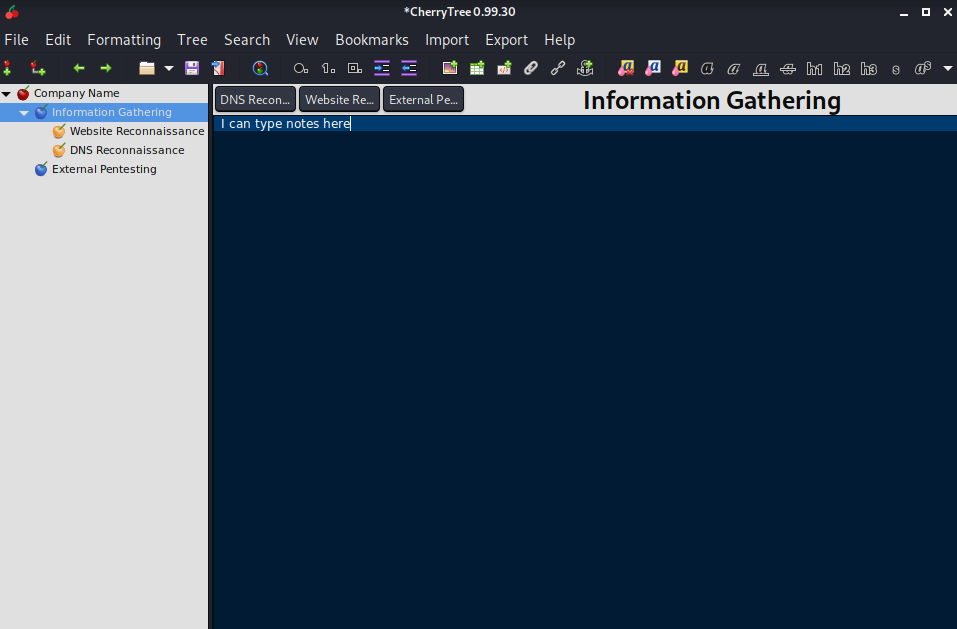 *CherryTree 0.99.30
File Edit Formatting Tree Search View Bookmarks Import Export Help
h1 h2 h3 s
Company Name
Information Gathering
Website Reconnaissance
DNS Reconnaissance
External Pentesting
DNS Recon... Website Re... External Pe...
Information Gathering
I can type notes here